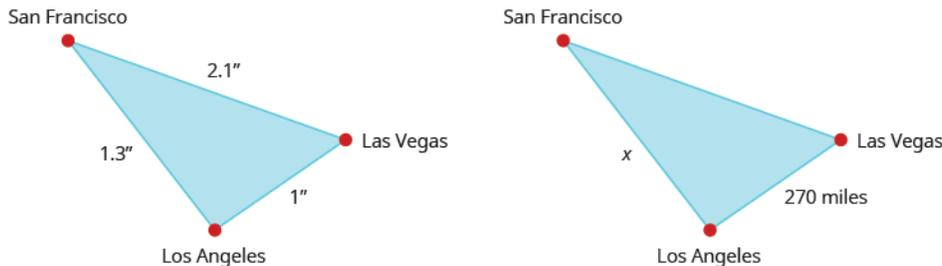 San Francisco
2.1”
1.3”
Las Vegas
1”
Los Angeles
San Francisco
Las Vegas
x
270 miles
Los Angeles